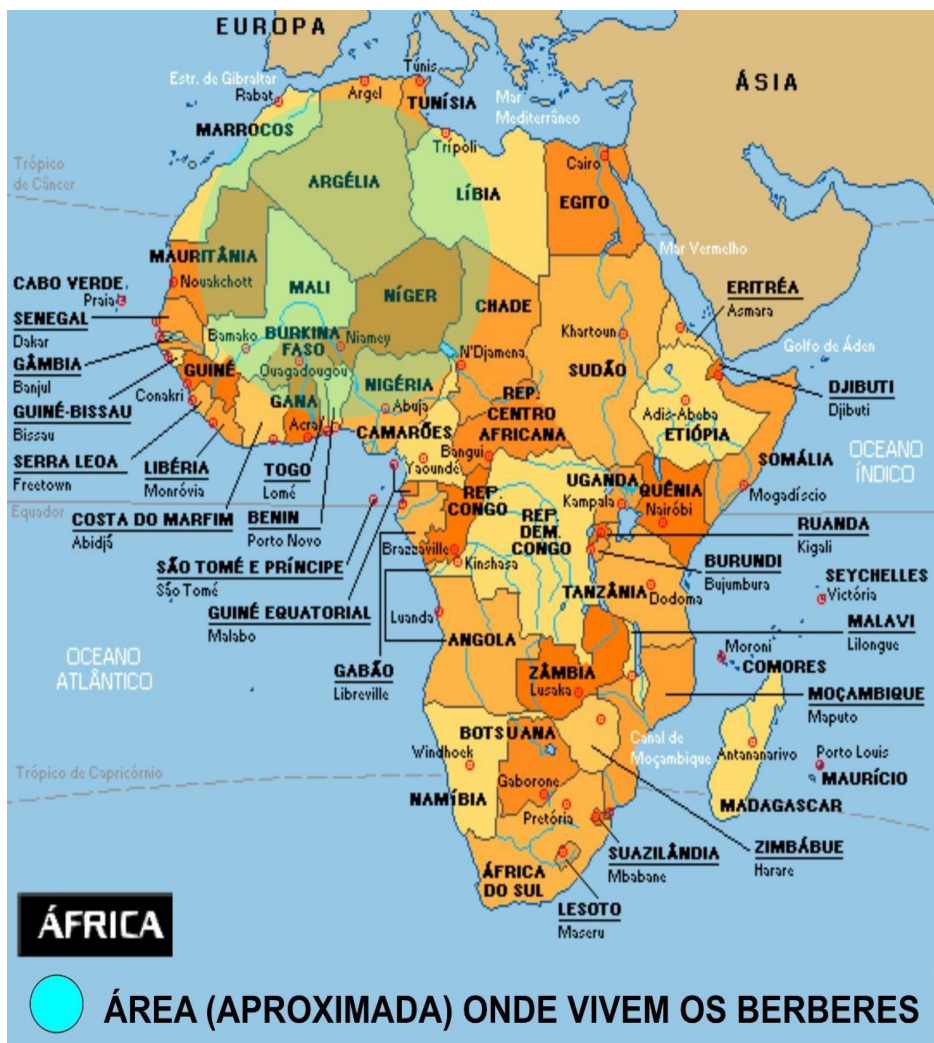 EUROPA
ÁSIA
Estr. de Gibraltar
Rabat
Argel
Túnis
TUNÍSIA
Mar
Mediterrâneo
MARROCOS
Trípoli
Cairo
Trópico
de Câncer
ARGÉLIA
LÍBIA
EGITO
Mar Vermelho
MAURITÂNIA
Nouakchott
CABO VERDE
Praia
MALI
NÍGER
CHADE
ERITRÉA
Asmara
SENEGAL
Dakar
Bamako
BURKINA
FASO
Niamey
Khartoun
Golfo de Áden
GÂMBIA
Banjul
GUINÉ
Ouagadougou
N'Djamena
SUDÃO
DJIBUTI
Djibuti
Conakri
GUINÉ-BISSAU
Bissau
GANA
NIGÉRIA
Abuja
REP.
CENTRO
AFRICANA
Adis-Abeba
ETIÓPIA
Acra
CAMARÕES
Bangui
SERRA LEOA
Freetown
LIBÉRIA
Monróvia
TOGO
Lomé
Yaoundé
UGANDA
Kampala
SOMÁLIA
OCEANO
ÍNDICO
QUÊNIA
Nairóbi
Mogadíscio
Equador
COSTA DO MARFIM
Abidjã
BENIN
Porto Novo
REP.
CONGO
REP.
DEM.
CONGO
RUANDA
Kigali
Brazzaville
Kinshasa
SÃO TOMÉ E PRÍNCIPE
São Tomé
BURUNDI
Bujumbura
SEYCHELLES
Victória
TANZÂNIA
Dodoma
GUINÉ EQUATORIAL
Malabo
Luanda
ANGOLA
MALAVI
Lilongue
OCEANO
ATLÂNTICO
GABÃO
Libreville
ZÂMBIA
Lusaka
Moroni
COMORES
MOÇAMBIQUE
Maputo
BOTSUANA
Windhoek
Canal de
Moçambique
Antananarivo
Porto Louis
MAURÍCIO
Trópico de Capricórnio
NAMÍBIA
Gaborone
Pretória
MADAGASCAR
SUAZILÂNDIA
Mbabane
ZIMBÁBUE
Harare
ÁFRICA
DO SUL
LESOTO
Maseru
ÁFRICA
ÁREA (APROXIMADA) ONDE VIVEM OS BERBERES